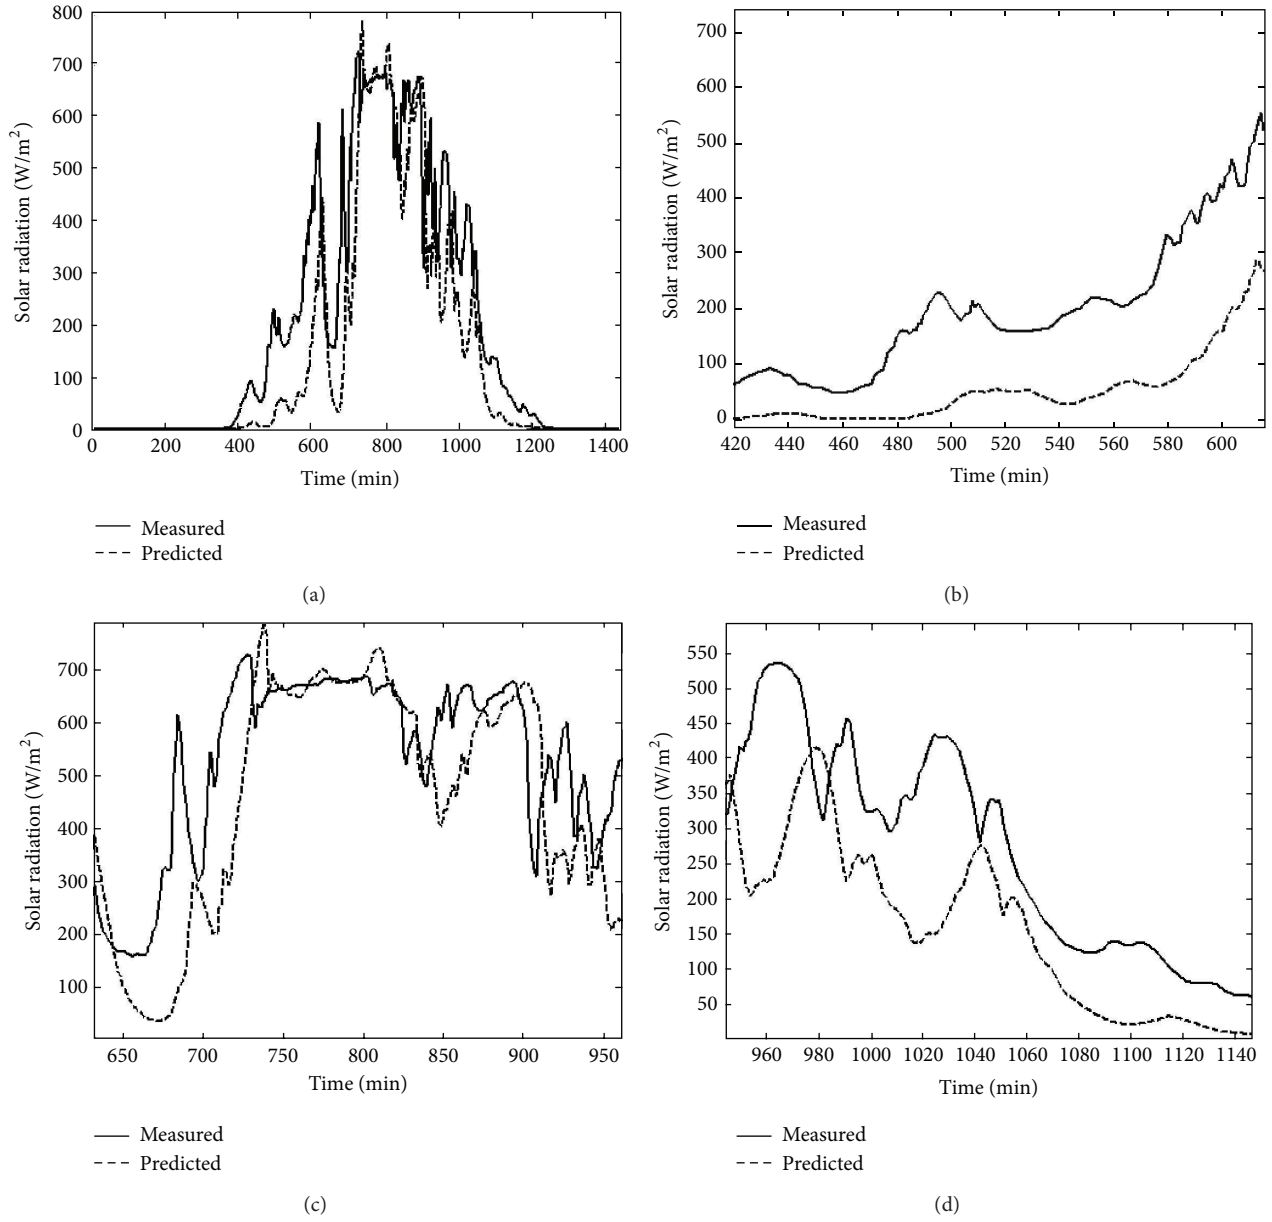 800
700
600
500
400
300
200
100
0
Solar radiation (W/m²)
0 200 400 600 800 1000 1200 1400
Time (min)
Measured
Predicted
(a)
700
600
500
400
300
200
100
0
Solar radiation (W/m²)
420 440 460 480 500 520 540 560 580 600
Time (min)
Measured
Predicted
(b)
700
600
500
400
300
200
100
Solar radiation (W/m²)
650 700 750 800 850 900 950
Time (min)
Measured
Predicted
(c)
550
500
450
400
350
300
250
200
150
100
50
Solar radiation (W/m²)
960 980 1000 1020 1040 1060 1080 1100 1120 1140
Time (min)
Measured
Predicted
(d)